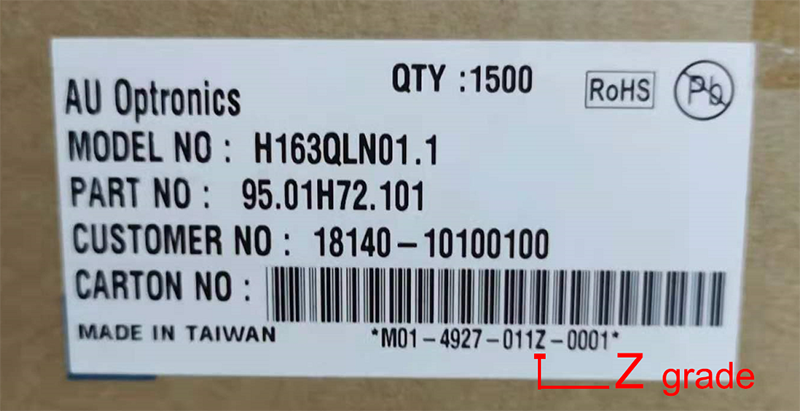 AU Optronics
QTY :1500
RoHS
Pb
MODEL NO : H163QLN01.1
PART NO : 95.01H72.101
CUSTOMER NO : 18140-10100100
CARTON NO :
MADE IN TAIWAN
*M01-4927-011Z-0001*
Z grade